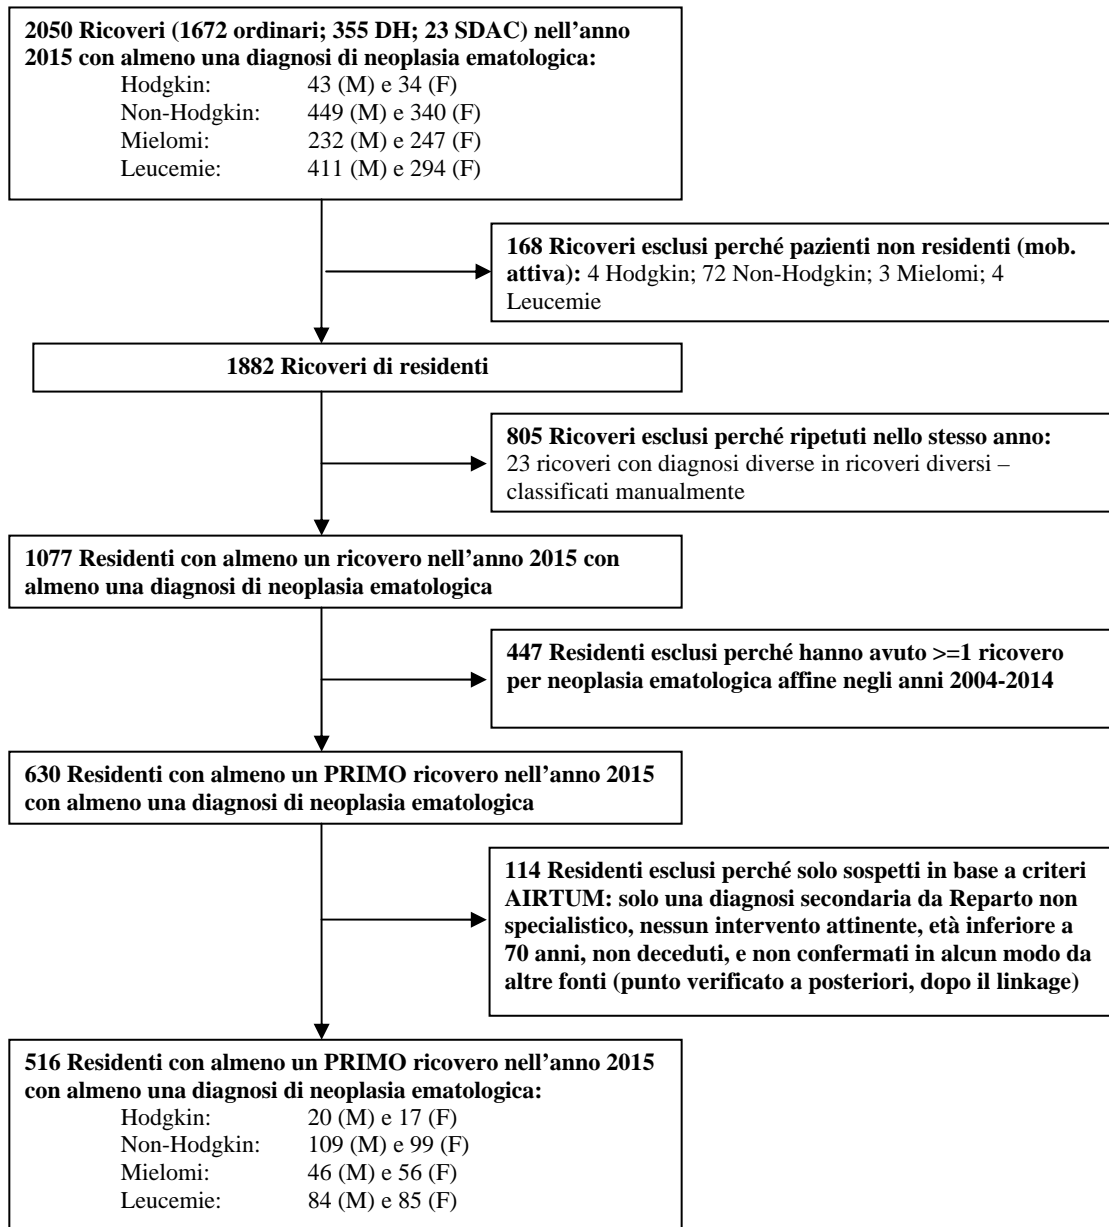 2050 Ricoveri (1672 ordinari; 355 DH; 23 SDAC) nell'anno
2015 con almeno una diagnosi di neoplasia ematologica:
Hodgkin: 43 (M) e 34 (F)
Non-Hodgkin: 449 (M) e 340 (F)
Mielomi: 232 (M) e 247 (F)
Leucemie: 411 (M) e 294 (F)
168 Ricoveri esclusi perché pazienti non residenti (mob.
attiva): 4 Hodgkin; 72 Non-Hodgkin; 3 Mielomi; 4
Leucemie
1882 Ricoveri di residenti
805 Ricoveri esclusi perché ripetuti nello stesso anno:
23 ricoveri con diagnosi diverse in ricoveri diversi –
classificati manualmente
1077 Residenti con almeno un ricovero nell'anno 2015 con
almeno una diagnosi di neoplasia ematologica
447 Residenti esclusi perché hanno avuto >=1 ricovero
per neoplasia ematologica affine negli anni 2004-2014
630 Residenti con almeno un PRIMO ricovero nell'anno 2015
con almeno una diagnosi di neoplasia ematologica
114 Residenti esclusi perché solo sospetti in base a criteri
AIRTUM: solo una diagnosi secondaria da Reparto non
specialistico, nessun intervento attinente, età inferiore a
70 anni, non deceduti, e non confermati in alcun modo da
altre fonti (punto verificato a posteriori, dopo il linkage)
516 Residenti con almeno un PRIMO ricovero nell'anno 2015
con almeno una diagnosi di neoplasia ematologica:
Hodgkin: 20 (M) e 17 (F)
Non-Hodgkin: 109 (M) e 99 (F)
Mielomi: 46 (M) e 56 (F)
Leucemie: 84 (M) e 85 (F)